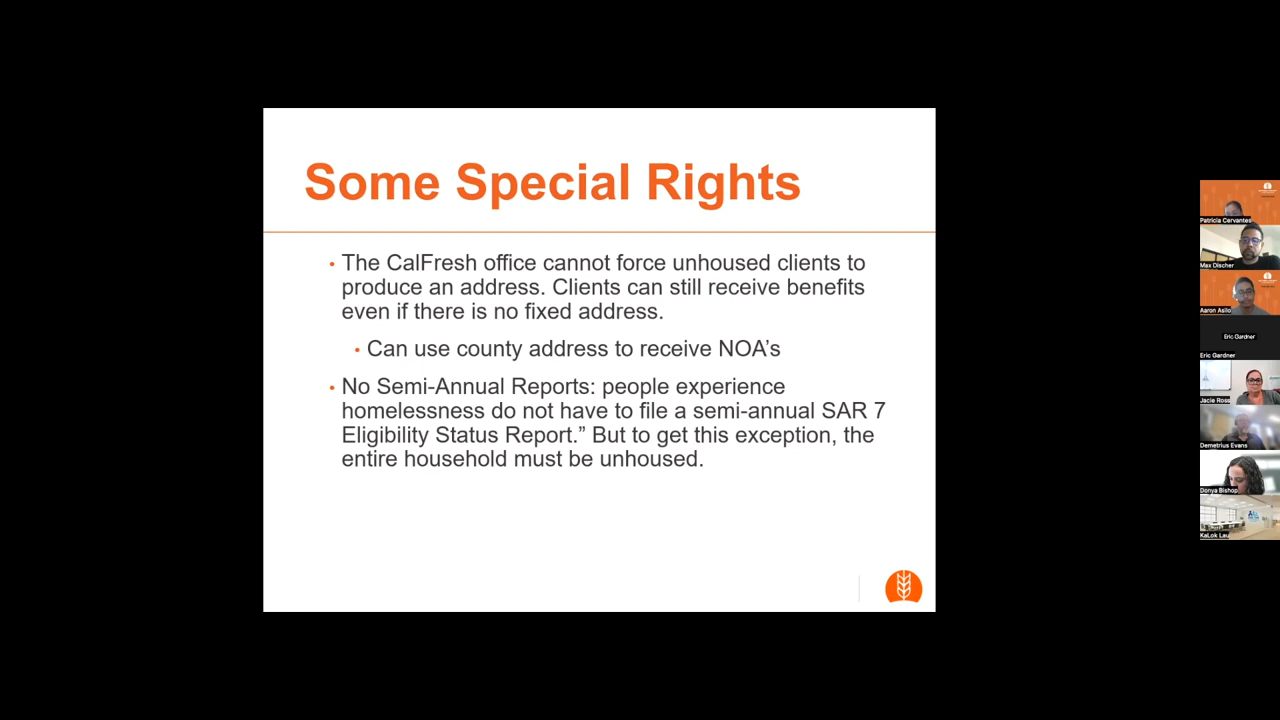 Some Special Rights
• The CalFresh office cannot force unhoused clients to
produce an address. Clients can still receive benefits
even if there is no fixed address.
• Can use county address to receive NOA’s
• No Semi-Annual Reports: people experience
homelessness do not have to file a semi-annual SAR 7
Eligibility Status Report.” But to get this exception, the
entire household must be unhoused.
Patricia Cervantes
Max Discher
Aaron Asilo
Eric Gardner
Eric Gardner
Jacie Ross
Demetrius Evans
Donya Bishop
KaLok Lau